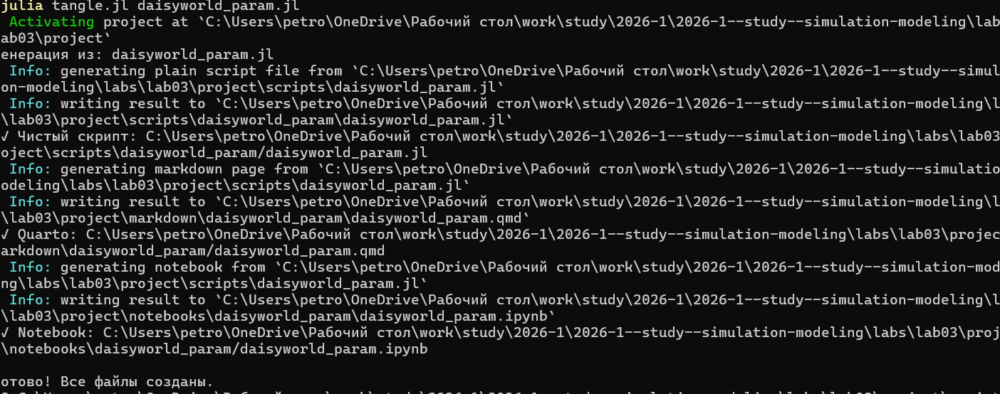 julia tangle.jl daisyworld_param.jl
Activating project at `C:\Users\petro\OneDrive\Рабочий стол\work\study\2026-1\2026-1--study--simulation-modeling\lab
ab03\project`
енерация из: daisyworld_param.jl
Info: generating plain script file from `C:\Users\petro\OneDrive\Рабочий стол\work\study\2026-1\2026-1--study--simul
on-modeling\labs\lab03\project\scripts\daisyworld_param.jl`
Info: writing result to `C:\Users\petro\OneDrive\Рабочий стол\work\study\2026-1\2026-1--study--simulation-modeling\l
\lab03\project\scripts\daisyworld_param\daisyworld_param.jl`
√ Чистый скрипт: C:\Users\petro\OneDrive\Рабочий стол\work\study\2026-1\2026-1--study--simulation-modeling\labs\lab03
oject\scripts\daisyworld_param/daisyworld_param.jl
Info: generating markdown page from `C:\Users\petro\OneDrive\Рабочий стол\work\study\2026-1\2026-1--study--simulatio
odeling\labs\lab03\project\scripts\daisyworld_param.jl`
Info: writing result to `C:\Users\petro\OneDrive\Рабочий стол\work\study\2026-1\2026-1--study--simulation-modeling\l
\lab03\project\markdown\daisyworld_param\daisyworld_param.qmd`
√ Quarto: C:\Users\petro\OneDrive\Рабочий стол\work\study\2026-1\2026-1--study--simulation-modeling\labs\lab03\projec
arkdown\daisyworld_param/daisyworld_param.qmd
Info: generating notebook from `C:\Users\petro\OneDrive\Рабочий стол\work\study\2026-1\2026-1--study--simulation-mod
ng\labs\lab03\project\scripts\daisyworld_param.jl`
Info: writing result to `C:\Users\petro\OneDrive\Рабочий стол\work\study\2026-1\2026-1--study--simulation-modeling\l
\lab03\project\notebooks\daisyworld_param\daisyworld_param.ipynb`
√ Notebook: C:\Users\petro\OneDrive\Рабочий стол\work\study\2026-1\2026-1--study--simulation-modeling\labs\lab03\proj
\notebooks\daisyworld_param/daisyworld_param.ipynb
отово! Все файлы созданы.